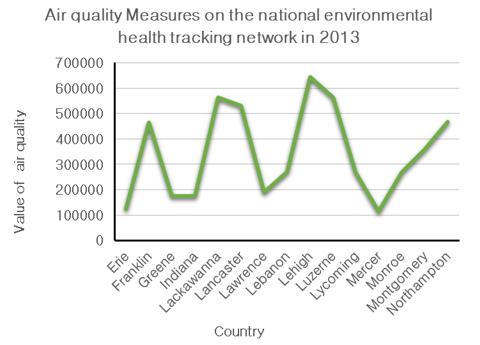 Air quality Measures on the national environmental
health tracking network in 2013
Value of air quality
700000
600000
500000
400000
300000
200000
100000
0
Erie
Franklin
Greene
Indiana
Lackawanna
Lancaster
Lawrence
Lebanon
Lehigh
Luzerne
Lycoming
Mercer
Monroe
Montgomery
Northampton
Country